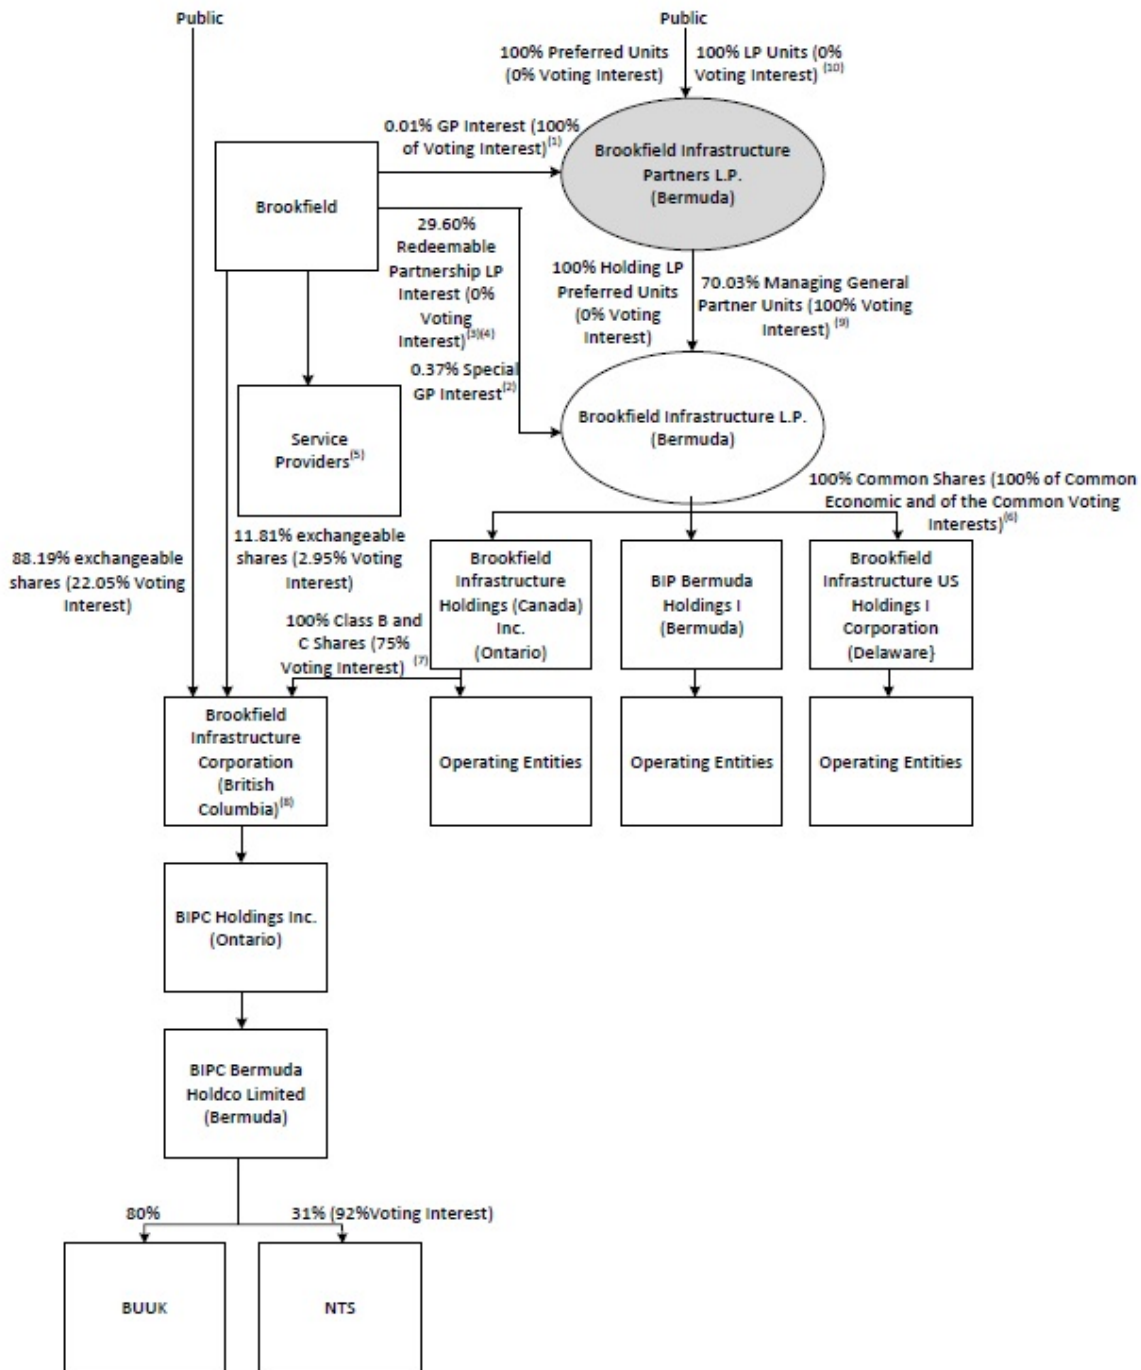 Public
Public
100% Preferred Units
(0% Voting Interest)
100% LP Units (0%
Voting Interest) (10)
0.01% GP Interest (100%
of Voting Interest)(1)
Brookfield Infrastructure
Partners L.P.
(Bermuda)
Brookfield
29.60%
Redeemable
Partnership LP
Interest (0%
Voting
Interest)(3)(4)
100% Holding LP
Preferred Units
(0% Voting
Interest)
70.03% Managing General
Partner Units (100% Voting
Interest) (9)
0.37% Special
GP Interest(2)
Brookfield Infrastructure L.P.
(Bermuda)
Service
Providers(5)
100% Common Shares (100% of Common
Economic and of the Common Voting
Interests)(6)
88.19% exchangeable
shares (22.05% Voting
Interest)
11.81% exchangeable
shares (2.95% Voting
Interest)
100% Class B and
C Shares (75%
Voting Interest) (7)
Brookfield
Infrastructure
Holdings (Canada)
Inc.
(Ontario)
BIP Bermuda
Holdings I
(Bermuda)
Brookfield
Infrastructure US
Holdings I
Corporation
(Delaware}
Brookfield
Infrastructure
Corporation
(British
Columbia)(8)
Operating Entities
Operating Entities
Operating Entities
BIPC Holdings Inc.
(Ontario)
BIPC Bermuda
Holdco Limited
(Bermuda)
80%
31% (92%Voting Interest)
BUUK
NTS